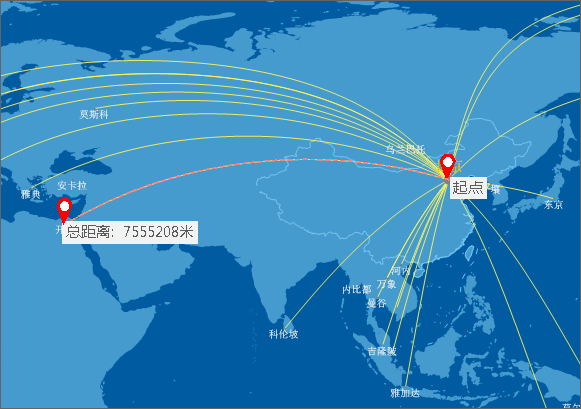 莫斯科
乌兰巴托
安卡拉
雅典
起点
东京
总距离：7555208米
河内
万象
内比都
曼谷
科伦坡
吉隆坡
雅加达